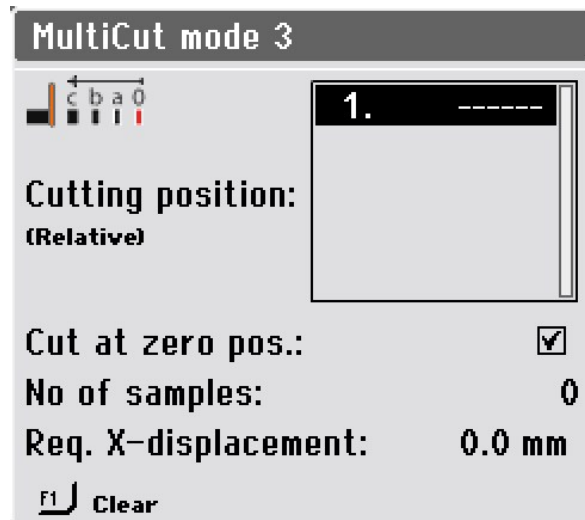 MultiCut mode 3
c b a 0
1. ------
Cutting position:
(Relative)
Cut at zero pos.:
No of samples: 0
Req. X-displacement: 0.0 mm
F1 Clear